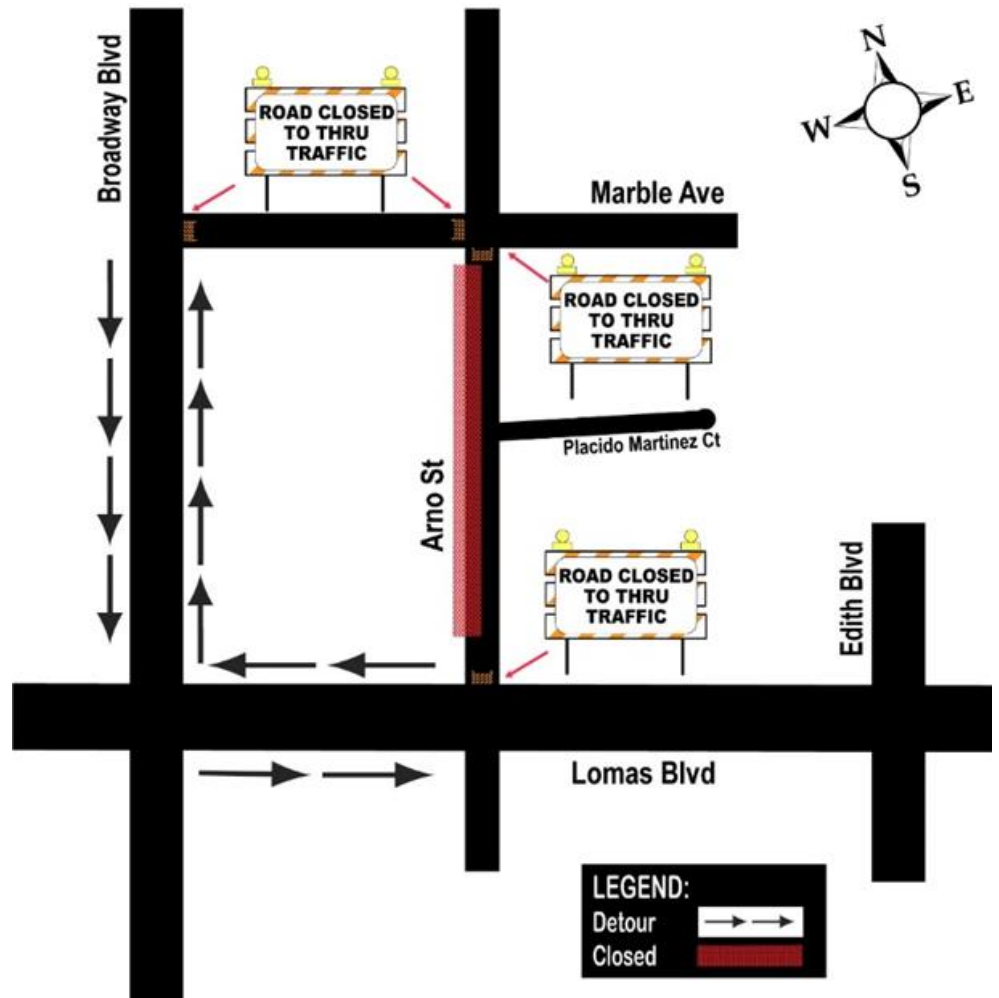 Broadway Blvd
ROAD CLOSED
TO THRU
TRAFFIC
N
E
W
S
Marble Ave
ROAD CLOSED
TO THRU
TRAFFIC
Placido Martinez Ct
Arno St
ROAD CLOSED
TO THRU
TRAFFIC
Edith Blvd
Lomas Blvd
LEGEND:
Detour
Closed